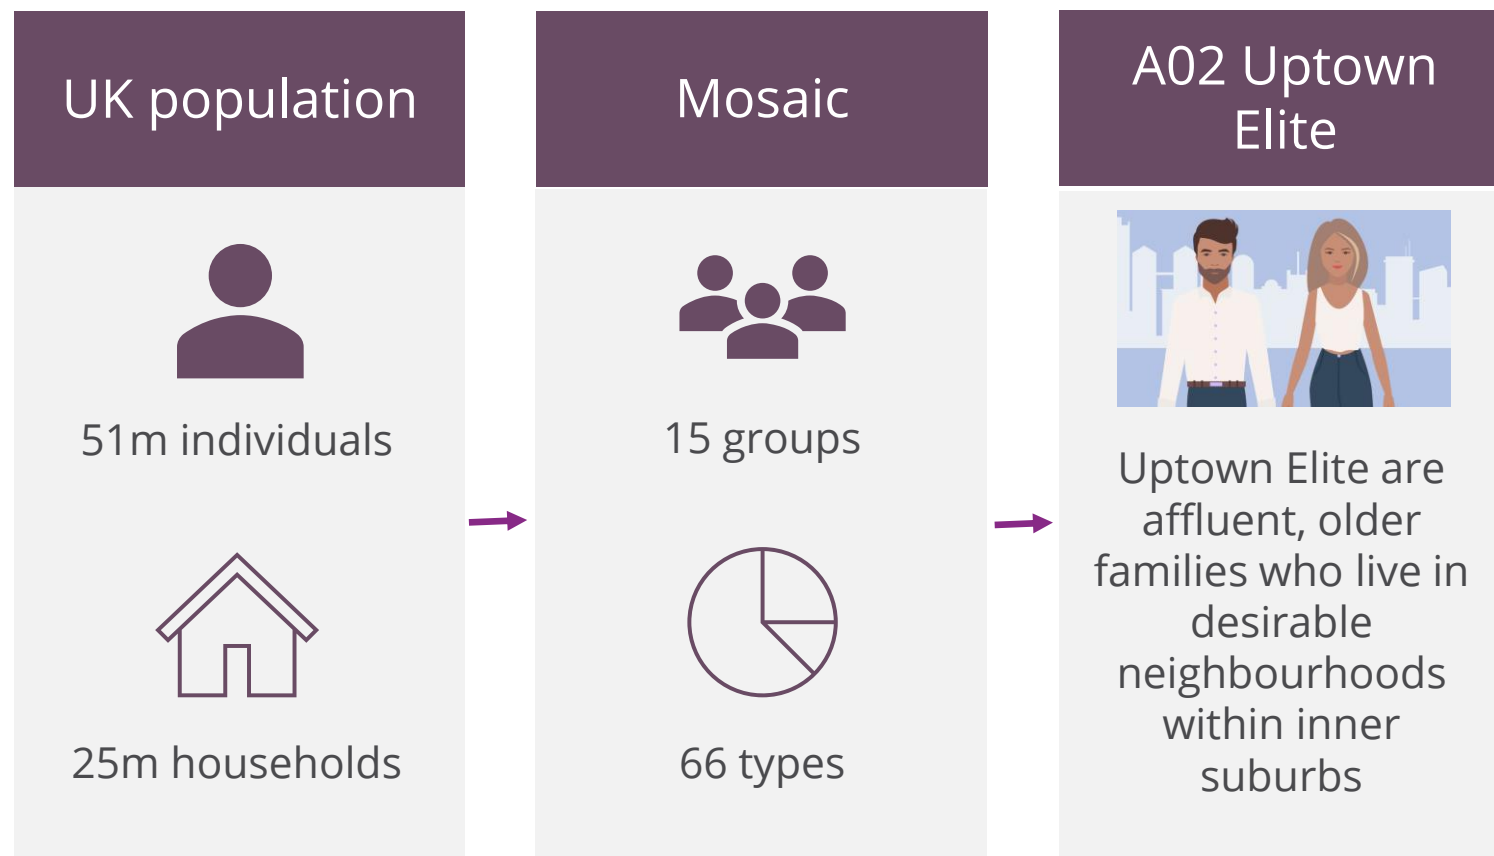 UK population
51m individuals
25m households
Mosaic
15 groups
66 types
A02 Uptown
Elite
Uptown Elite are
affluent, older
families who live in
desirable
neighbourhoods
within inner
suburbs